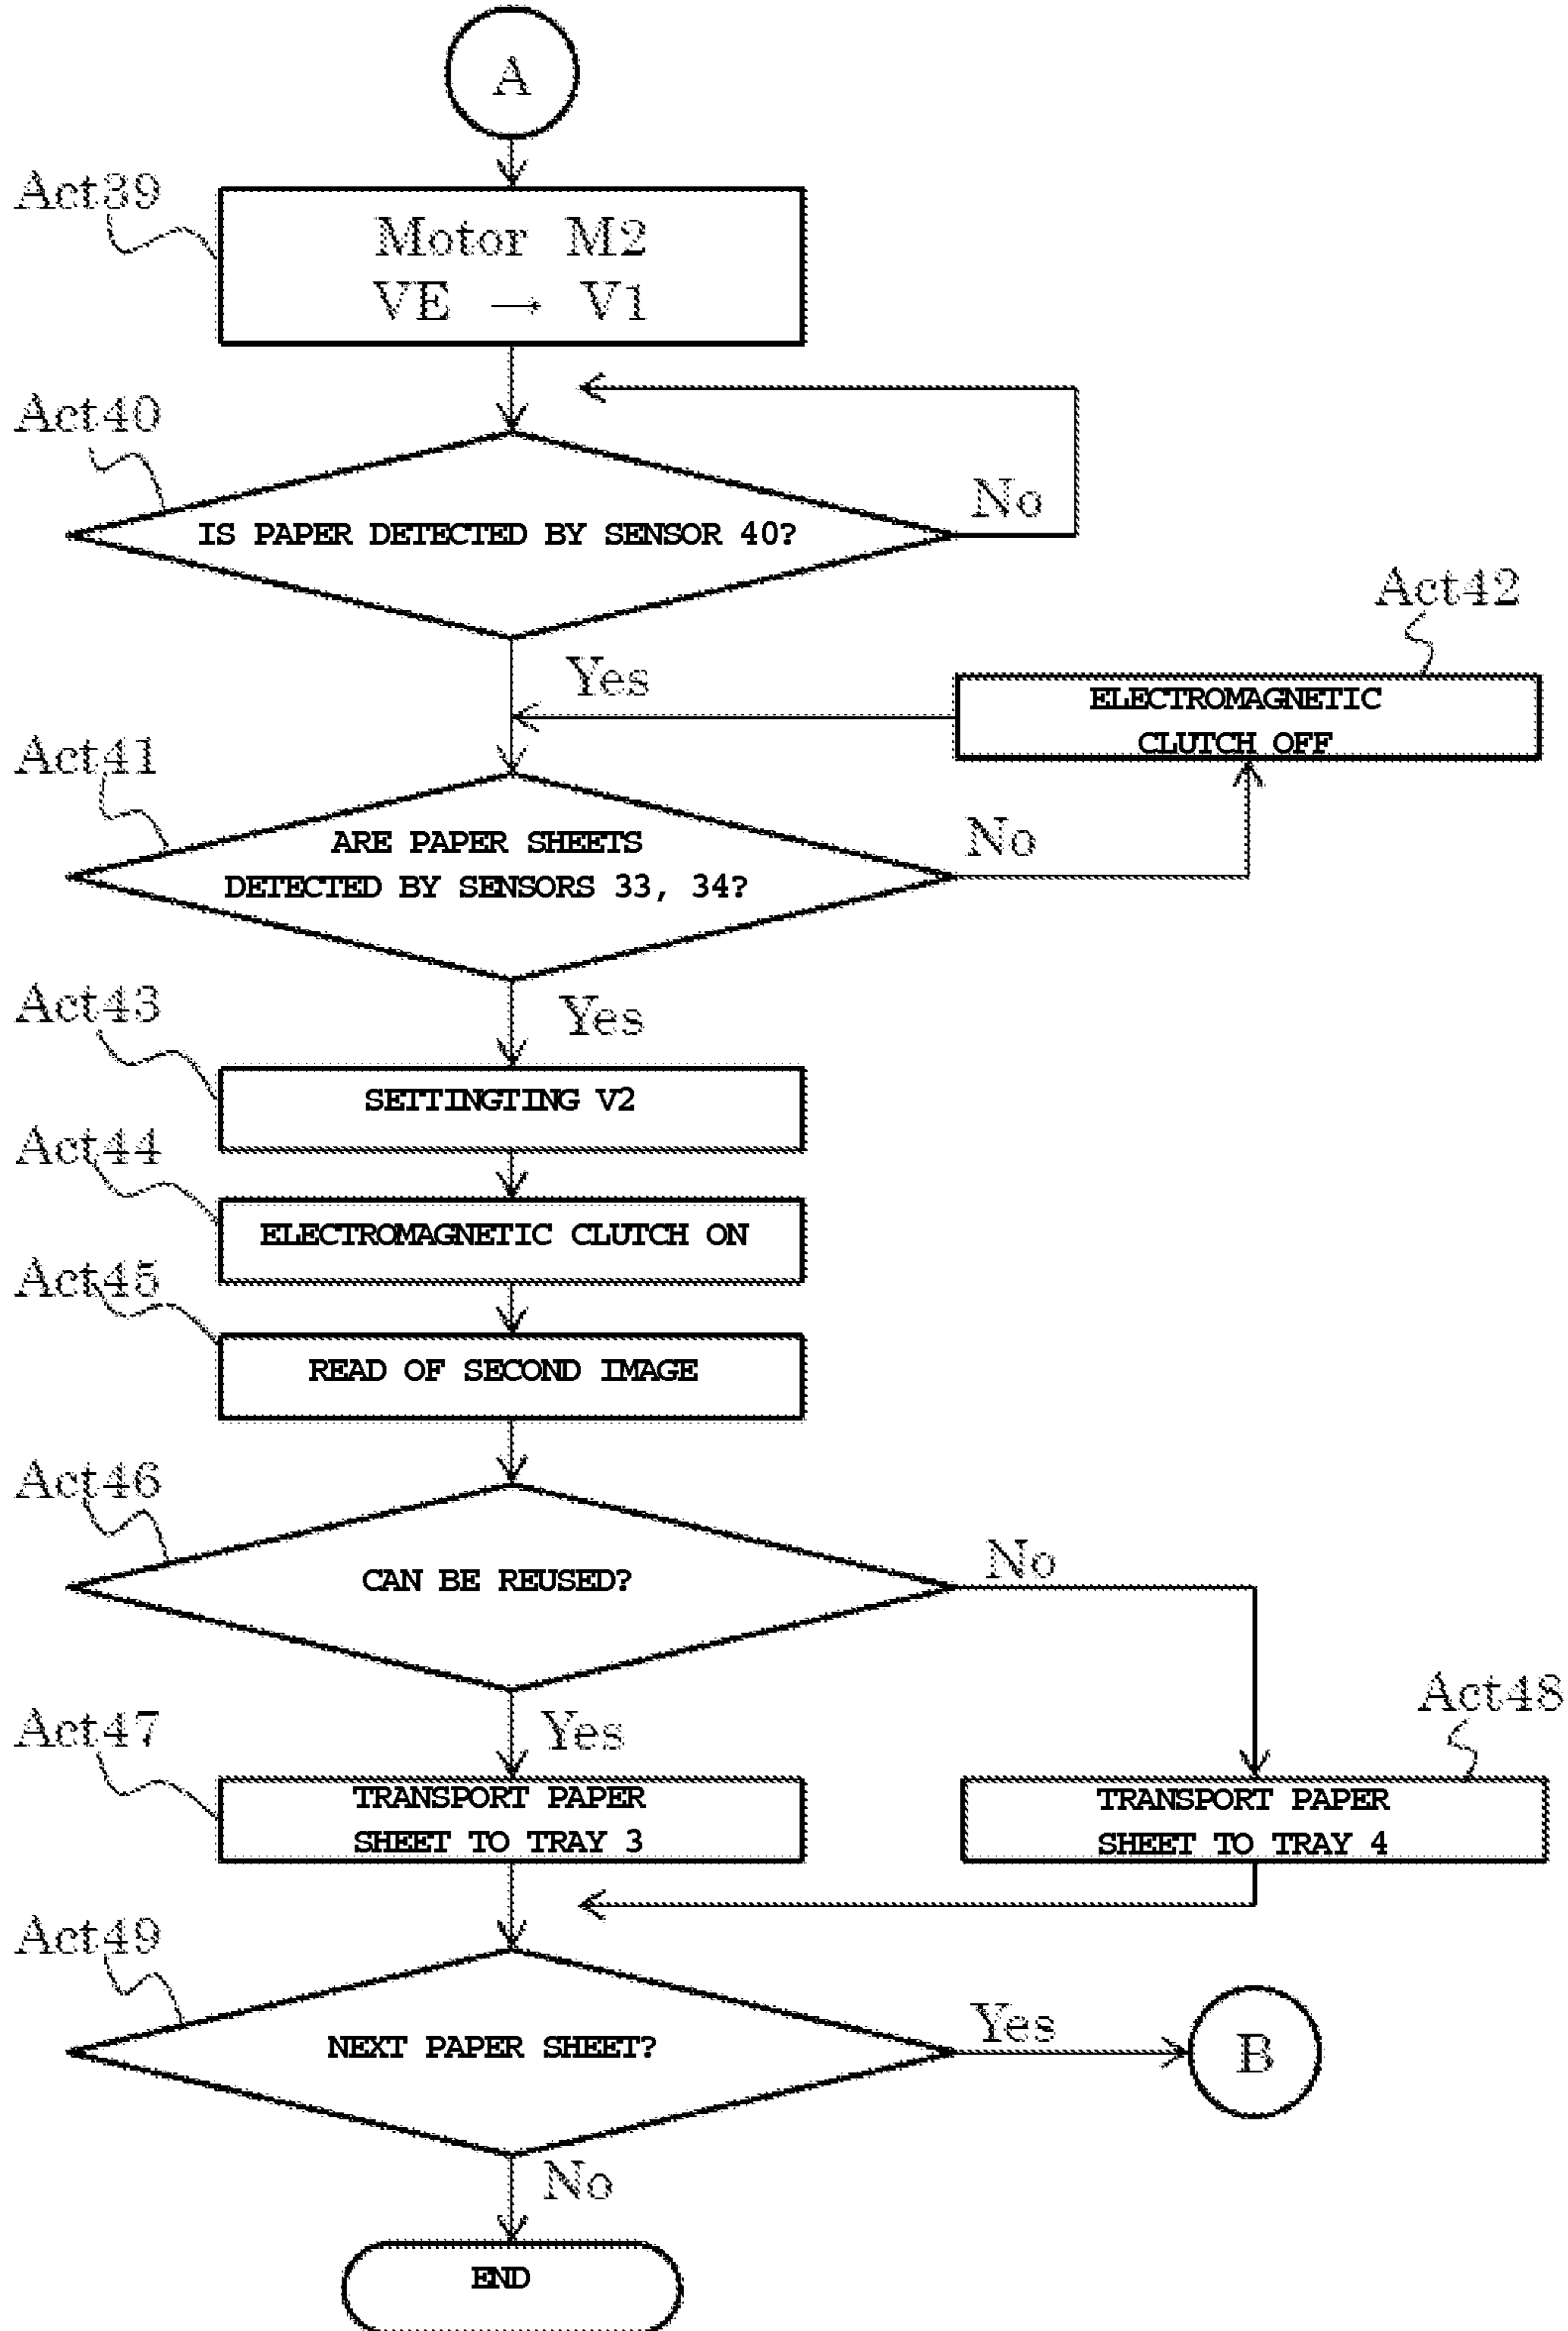 A
Act39
Motor M2
VE → V1
Act40
IS PAPER DETECTED BY SENSOR 40?
No
Act42
Yes
ELECTROMAGNETIC
CLUTCH OFF
Act41
ARE PAPER SHEETS
DETECTED BY SENSORS 33, 34?
No
Act43
Yes
SETTINGTING V2
Act44
ELECTROMAGNETIC CLUTCH ON
Act45
READ OF SECOND IMAGE
Act46
CAN BE REUSED?
No
Act47
Yes
Act48
TRANSPORT PAPER
SHEET TO TRAY 3
TRANSPORT PAPER
SHEET TO TRAY 4
Act49
NEXT PAPER SHEET?
Yes
B
No
END